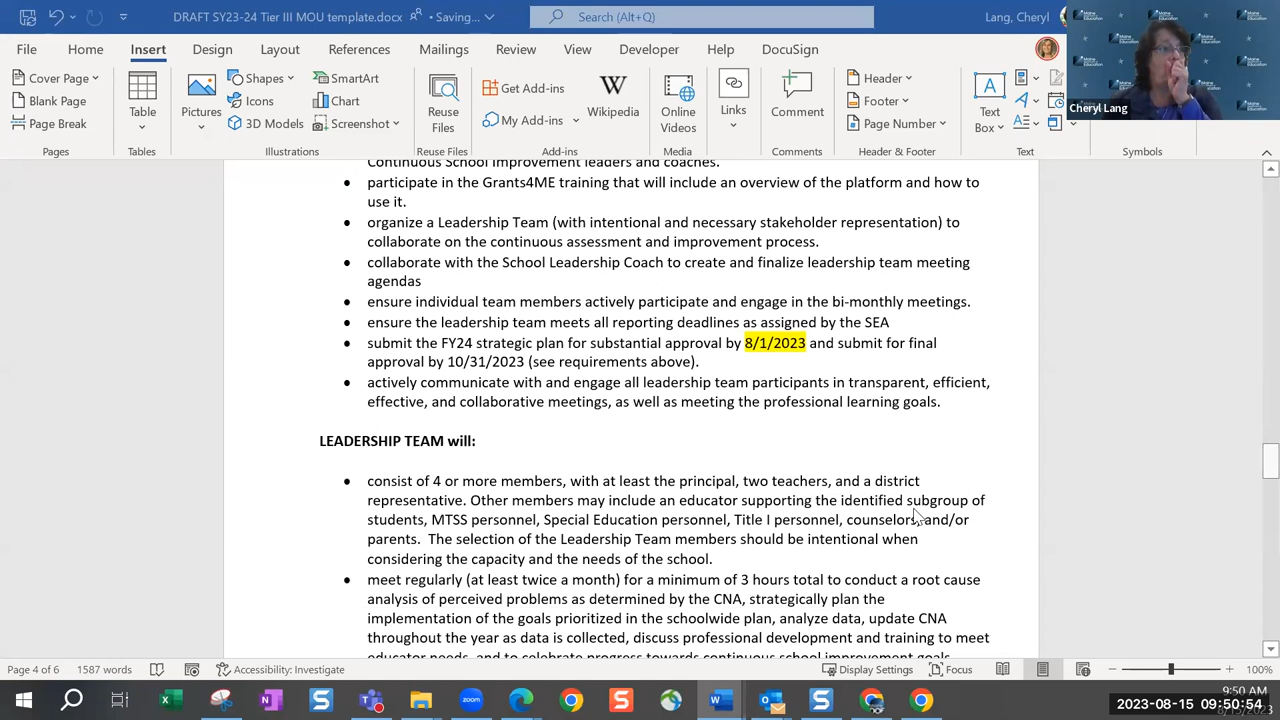 DRAFT SY23-24 Tier III MOU template.docx
Saving...
Search (Alt+Q)
Lang, Cheryl
File Home Insert Design Layout References Mailings Review View Developer Help DocuSign
Cover Page
Blank Page
Page Break
Pages
Table
Tables
Pictures
Shapes
Icons
3D Models
SmartArt
Chart
Screenshot
Illustrations
Reuse
Files
Reuse Files
Get Add-ins
My Add-ins
Wikipedia
Add-ins
Online
Videos
Media
Links
Comment
Comments
Header
Footer
Page Number
Header & Footer
Text
Box
Text
Symbols
Cheryl Lang
Continuous School Improvement leaders and coaches.
• participate in the Grants4ME training that will include an overview of the platform and how to
use it.
• organize a Leadership Team (with intentional and necessary stakeholder representation) to
collaborate on the continuous assessment and improvement process.
• collaborate with the School Leadership Coach to create and finalize leadership team meeting
agendas
• ensure individual team members actively participate and engage in the bi-monthly meetings.
• ensure the leadership team meets all reporting deadlines as assigned by the SEA
• submit the FY24 strategic plan for substantial approval by 8/1/2023 and submit for final
approval by 10/31/2023 (see requirements above).
• actively communicate with and engage all leadership team participants in transparent, efficient,
effective, and collaborative meetings, as well as meeting the professional learning goals.
LEADERSHIP TEAM will:
• consist of 4 or more members, with at least the principal, two teachers, and a district
representative. Other members may include an educator supporting the identified subgroup of
students, MTSS personnel, Special Education personnel, Title I personnel, counselors and/or
parents. The selection of the Leadership Team members should be intentional when
considering the capacity and the needs of the school.
• meet regularly (at least twice a month) for a minimum of 3 hours total to conduct a root cause
analysis of perceived problems as determined by the CNA, strategically plan the
implementation of the goals prioritized in the schoolwide plan, analyze data, update CNA
throughout the year as data is collected, discuss professional development and training to meet
educator needs, and to celebrate progress towards continuous school improvement goals
Page 4 of 6 1587 words Accessibility: Investigate Display Settings Focus 100%
9:50 AM
2023-08-15 09:50:54